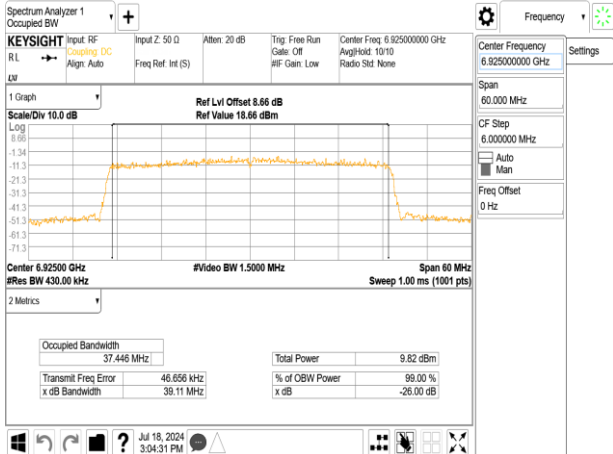 Spectrum Analyzer 1
Occupied BW
Frequency
KEYSIGHT
RL
LXI
Input: RF
Coupling: DC
Align: Auto
Input Z: 50 Ω
Freq Ref: Int (S)
Atten: 20 dB
Trig: Free Run
Gate: Off
#IF Gain: Low
Center Freq: 6.925000000 GHz
Avg|Hold: 10/10
Radio Std: None
Center Frequency
6.925000000 GHz
Settings
Span
60.000 MHz
CF Step
6.000000 MHz
Auto
Man
Freq Offset
0 Hz
1 Graph
Scale/Div 10.0 dB
Ref Lvl Offset 8.66 dB
Ref Value 18.66 dBm
Log
8.66
-1.34
-11.3
-21.3
-31.3
-41.3
-51.3
-61.3
-71.3
Center 6.92500 GHz
#Video BW 1.5000 MHz
Span 60 MHz
#Res BW 430.00 kHz
Sweep 1.00 ms (1001 pts)
2 Metrics
Occupied Bandwidth
37.446 MHz
Total Power 9.82 dBm
Transmit Freq Error 46.656 kHz
% of OBW Power 99.00 %
x dB Bandwidth 39.11 MHz
x dB -26.00 dB
Jul 18, 2024
3:04:31 PM